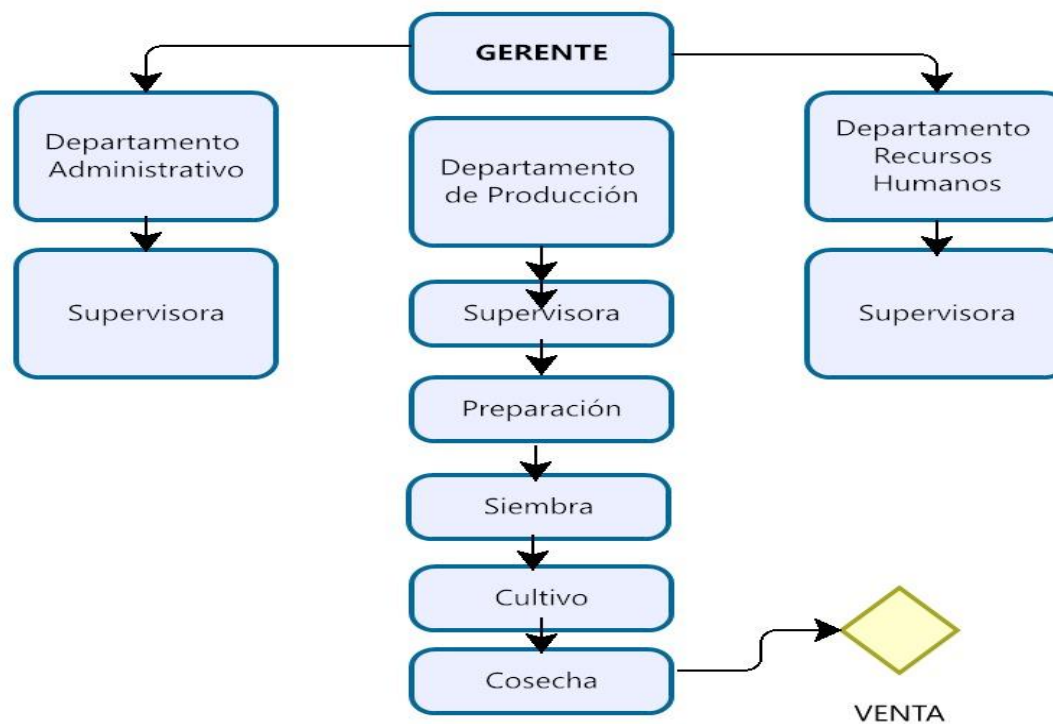 GERENTE
Departamento
Administrativo
Departamento
de Producción
Departamento
Recursos
Humanos
Supervisora
Supervisora
Supervisora
Preparación
Siembra
Cultivo
Cosecha
VENTA